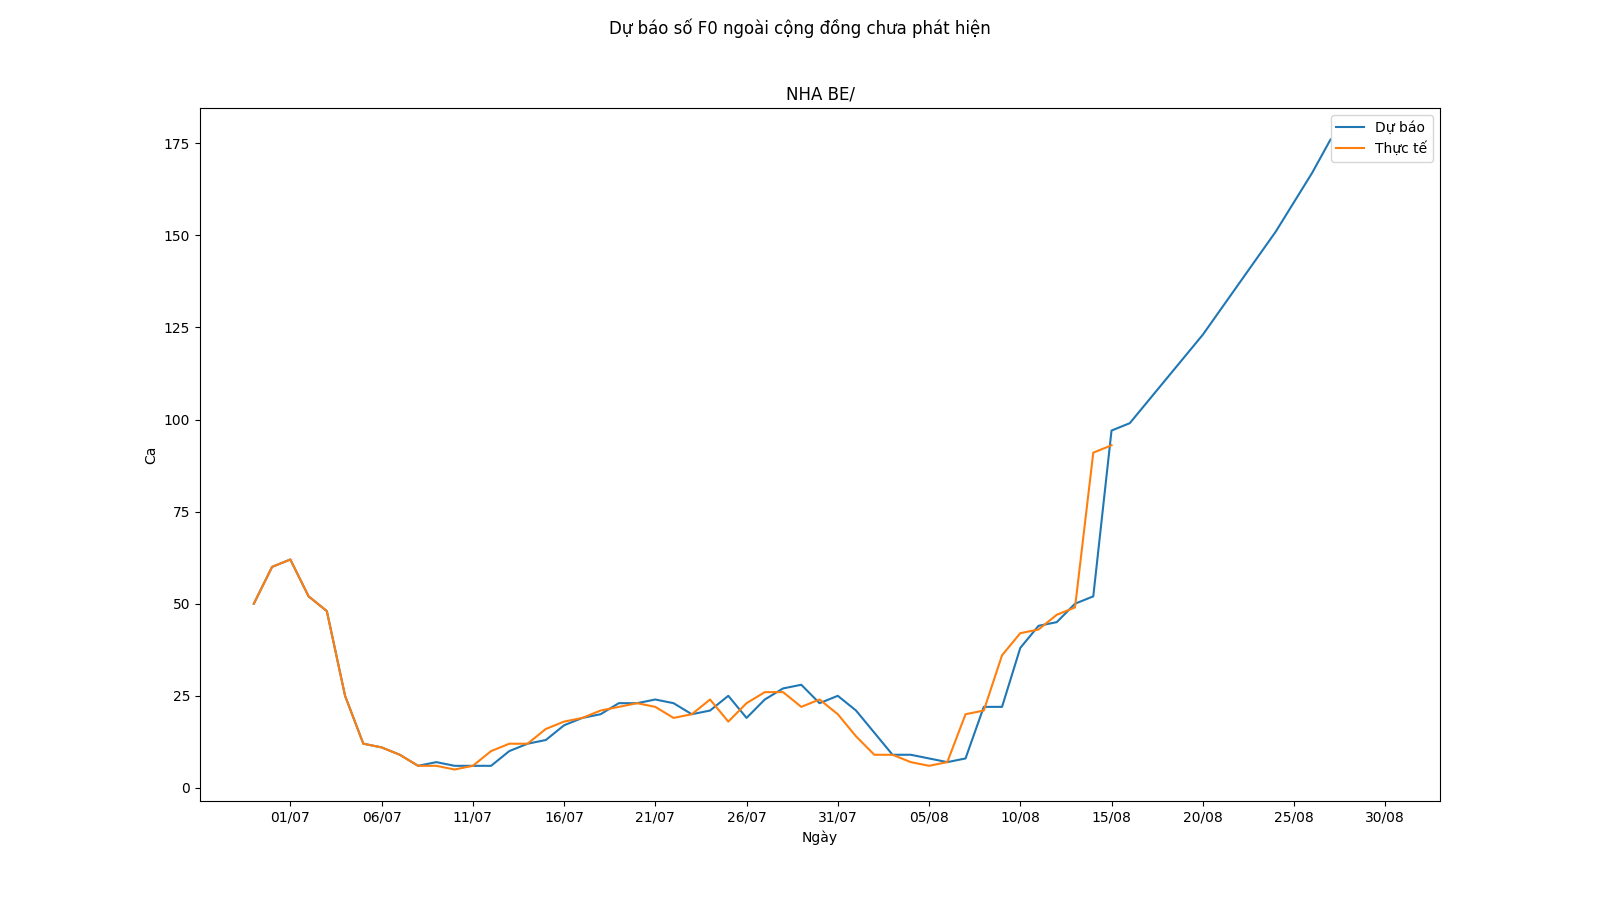 Dự báo số F0 ngoài cộng đồng chưa phát hiện
NHA BE/
Dự báo
Thực tế
175
150
125
100
75
50
25
0
Ca
01/07 06/07 11/07 16/07 21/07 26/07 31/07 05/08 10/08 15/08 20/08 25/08 30/08
Ngày